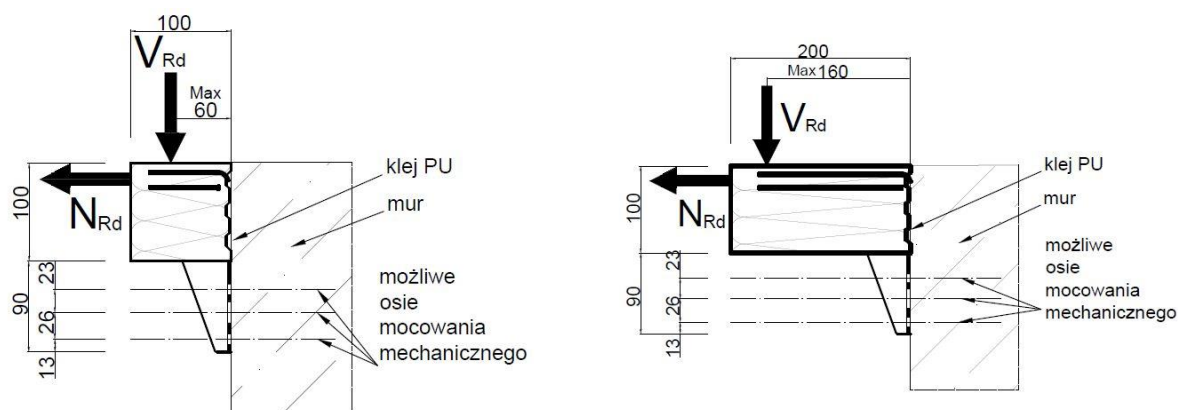 100
V Rd
Max
60
klej PU
mur
100
N Rd
23
90
26
13
możliwe
osie
mocowania
mechanicznego
200
Max 160
V Rd
klej PU
mur
100
N Rd
23
90
26
13
możliwe
osie
mocowania
mechanicznego